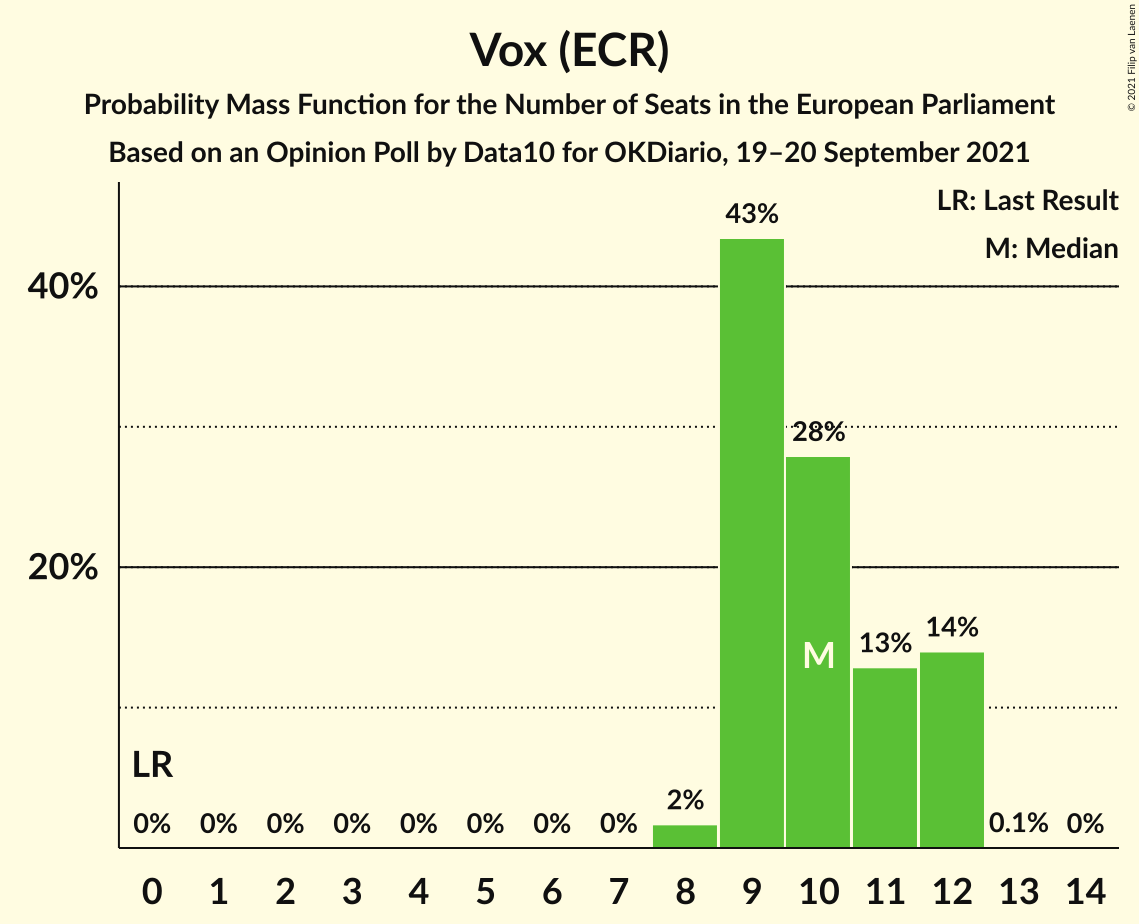 Vox (ECR)
Probability Mass Function for the Number of Seats in the European Parliament
Based on an Opinion Poll by Data10 for OKDiario, 19–20 September 2021
© 2021 Filip van Laenen
LR: Last Result
M: Median
43%
40%
28%
20%
14%
13%
M
LR
2%
0% 0% 0% 0% 0% 0% 0% 0% 0.1% 0%
0 1 2 3 4 5 6 7 8 9 10 11 12 13 14